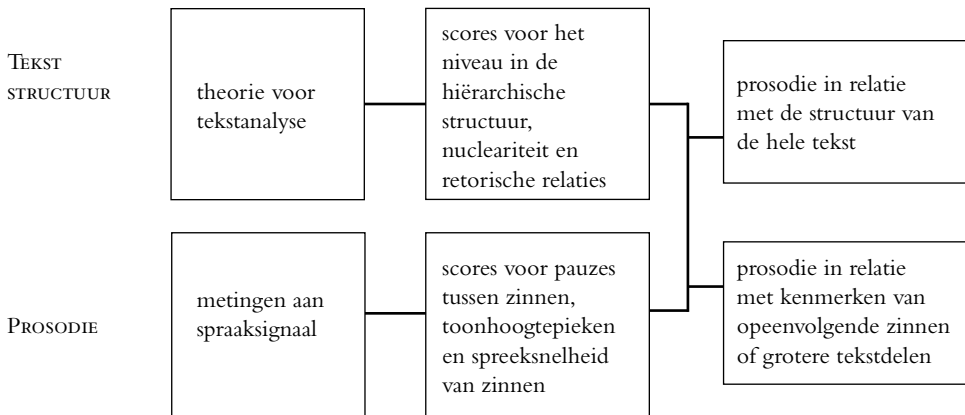 TEKST
STRUCTUUR
theorie voor
tekstanalyse
scores voor het
niveau in de
hiërarchische
structuur,
nucleariteit en
retorische relaties
prosodie in relatie
met de structuur van
de hele tekst
PROSODIE
metingen aan
spraaksignaal
scores voor pauzes
tussen zinnen,
toonhoogtepieken
en spreeksnelheid
van zinnen
prosodie in relatie
met kenmerken van
opeenvolgende zinnen
of grotere tekstdelen